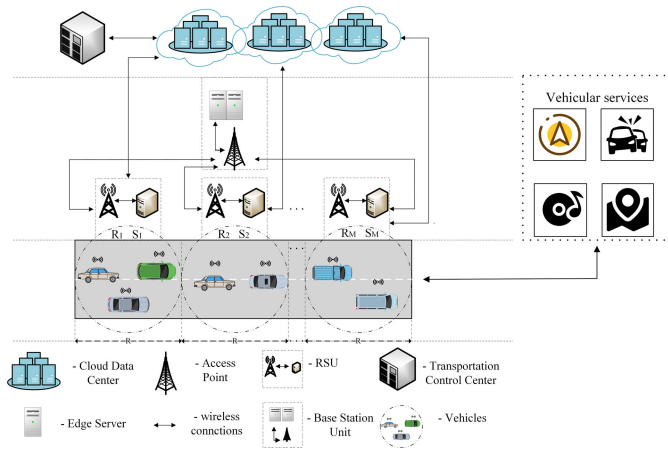 Vehicular services
R1 S1
R2 S2
RM SM
R R R
- Cloud Data
Center
- Access
Point
- RSU
- Transportation
Control Center
- Edge Server
- wireless
connctions
- Base Station
Unit
- Vehicles